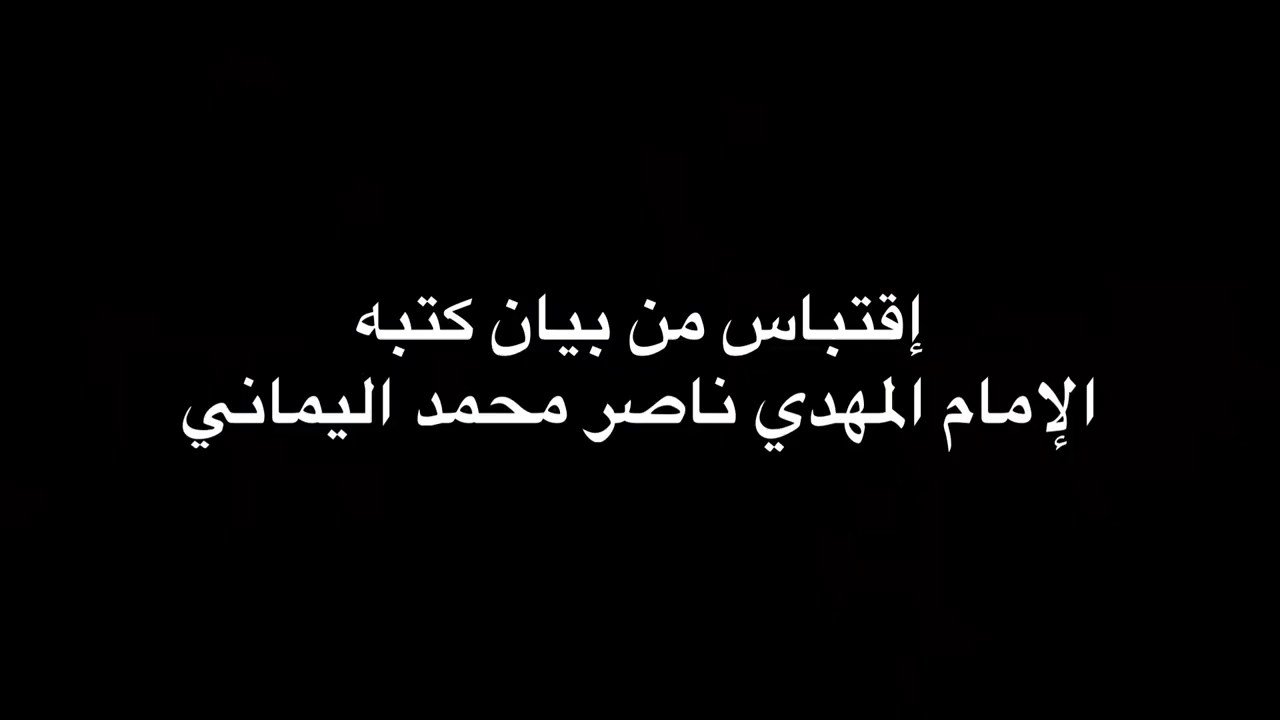 إقتباس من بيان كتبه
الإمام المهدي ناصر محمد اليماني